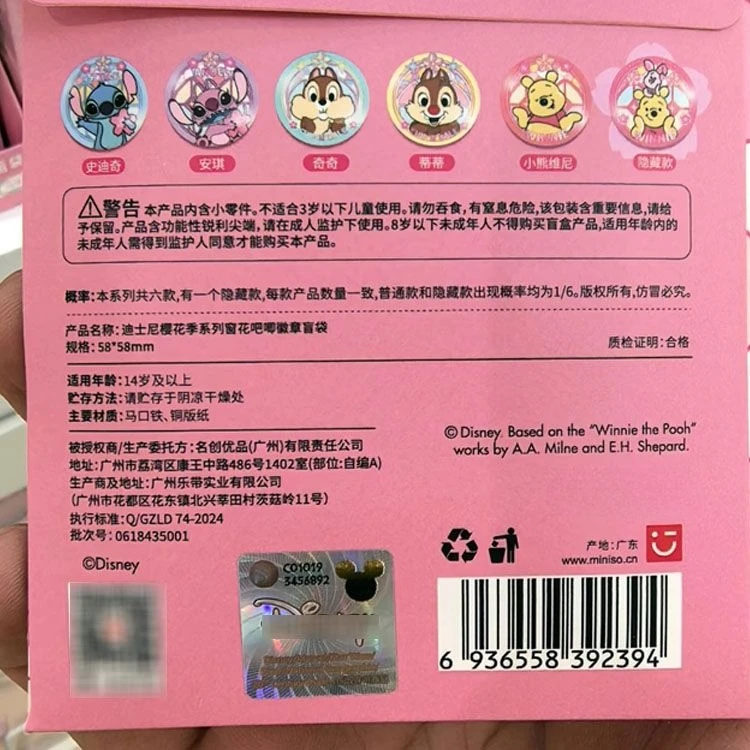 史迪奇 安琪 奇奇 蒂蒂 小熊维尼 隐藏款
警告 本产品内含小零件。不适合3岁以下儿童使用。请勿吞食,有窒息危险,该包装含重要信息,请给
予保留。产品含功能性锐利尖端,请在成人监护下使用。8岁以下未成年人不得购买盲盒产品,适用年龄内的
未成年人需得到监护人同意才能购买本产品。
概率:本系列共六款,有一个隐藏款,每款产品数量一致,普通款和隐藏款出现概率均为1/6。版权所有,仿冒必究。
产品名称:迪士尼樱花季系列窗花吧唧徽章盲袋
规格:58*58mm
质检证明:合格
适用年龄:14岁及以上
贮存方法:请贮存于阴凉干燥处
主要材质:马口铁、铜版纸
©Disney. Based on the “Winnie the Pooh”
works by A.A. Milne and E.H. Shepard.
被授权商/生产委托方:名创优品(广州)有限责任公司
地址:广州市荔湾区康王中路486号1402室(部位:自编A)
生产商及地址:广州乐带实业有限公司
(广州市花都区花东镇北兴莘田村茨菇岭11号)
执行标准:Q/GZLD 74-2024
批次号:0618435001
©Disney
产地:广东
www.miniso.cn
C01019
3456892
6 936558 392394